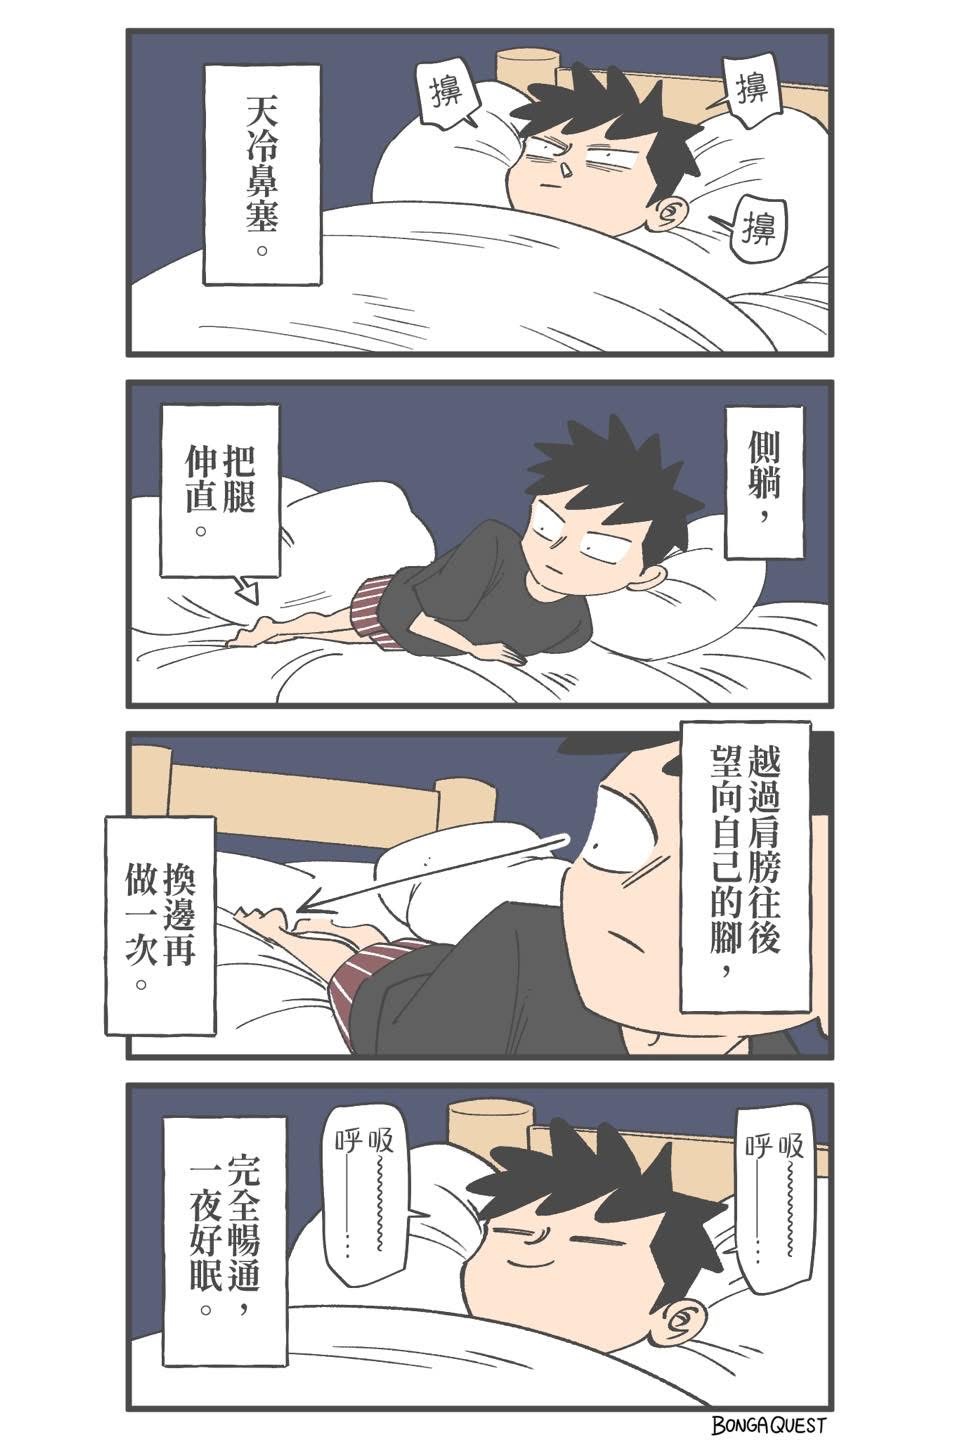 天冷鼻塞。
擤
擤
擤
側躺，
把腿
伸直。
越過肩膀往後
望向自己的腳，
換邊再
做一次。
吸
呼
吸
呼
完全暢通，
一夜好眠。
BONGAQUEST